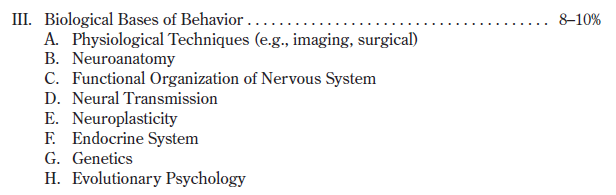 III. Biological Bases of Behavior . . . . . . . . . . . . . . . . . . . . . . . . . . . . . . . . . . . . . 8–10%
A. Physiological Techniques (e.g., imaging, surgical)
B. Neuroanatomy
C. Functional Organization of Nervous System
D. Neural Transmission
E. Neuroplasticity
F. Endocrine System
G. Genetics
H. Evolutionary Psychology